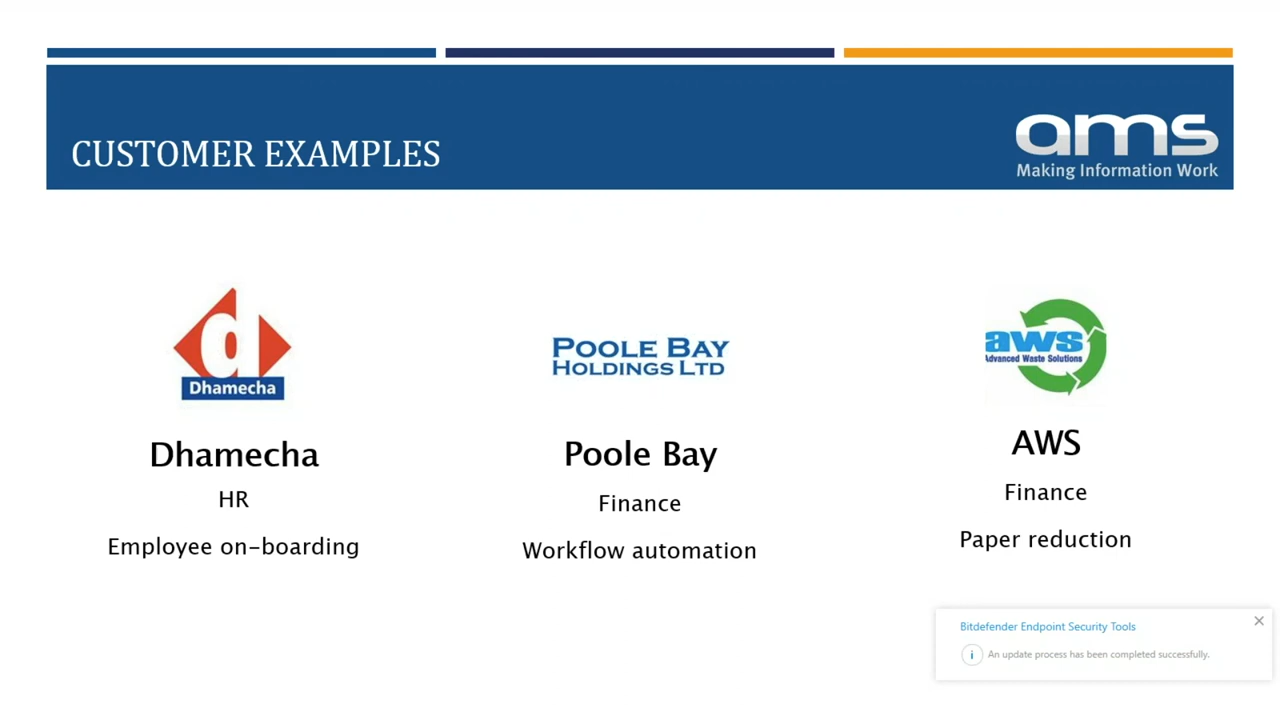 CUSTOMER EXAMPLES
ams
Making Information Work
d
Dhamecha
Dhamecha
HR
Employee on-boarding
POOLE BAY
HOLDINGS LTD
Poole Bay
Finance
Workflow automation
aws
Advanced Waste Solutions
AWS
Finance
Paper reduction
Bitdefender Endpoint Security Tools
i
An update process has been completed successfully.